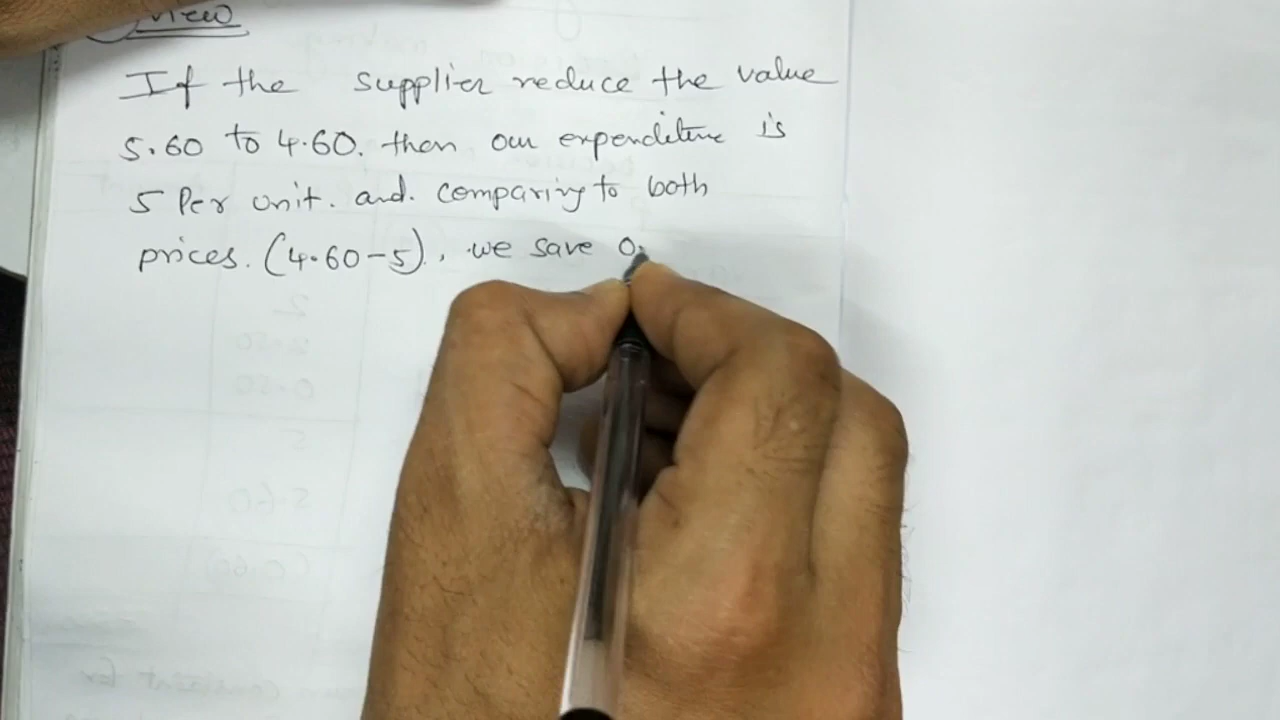 view
If the supplier reduce the value
5.60 to 4.60. then our expenditure is
5 Per unit. and. comparing to both
prices. (4.60-5). , we save 0.